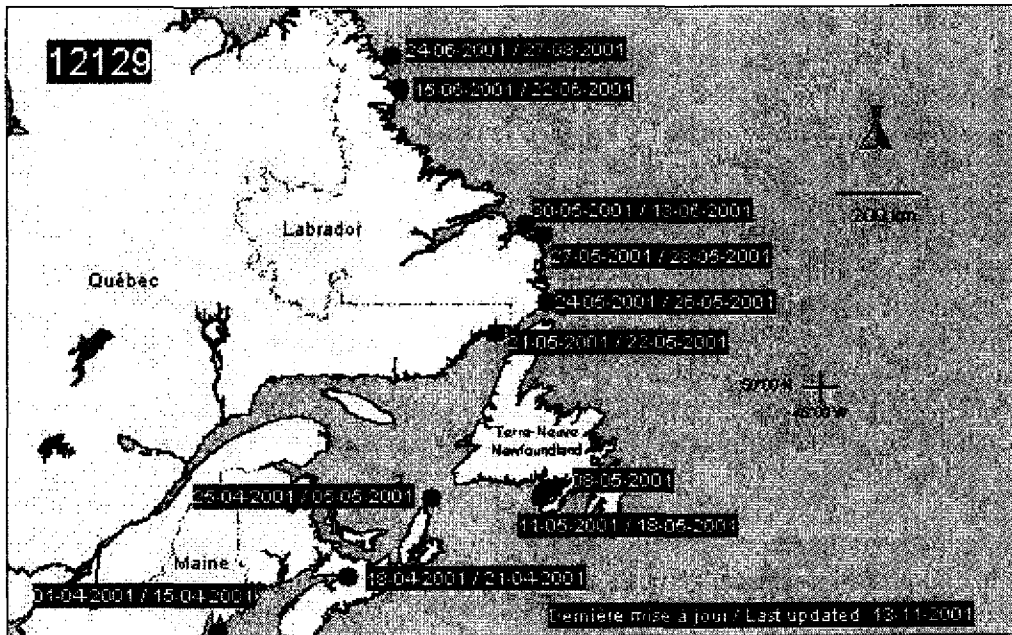 12129
24-06-2001 / 27-08-2001
15-06-2001 / 22-06-2001
200 km
30-05-2001 / 13-06-2001
Labrador
27-05-2001 / 28-05-2001
Québec
24-05-2001 / 26-05-2001
21-05-2001 / 22-05-2001
Terre-Neuve
Newfoundland
08-05-2001
25-04-2001 / 05-05-2001
11-05-2001 / 18-05-2001
Maine
18-04-2001 / 21-04-2001
01-04-2001 / 15-04-2001
Dernière mise à jour / Last updated: 13-11-2001